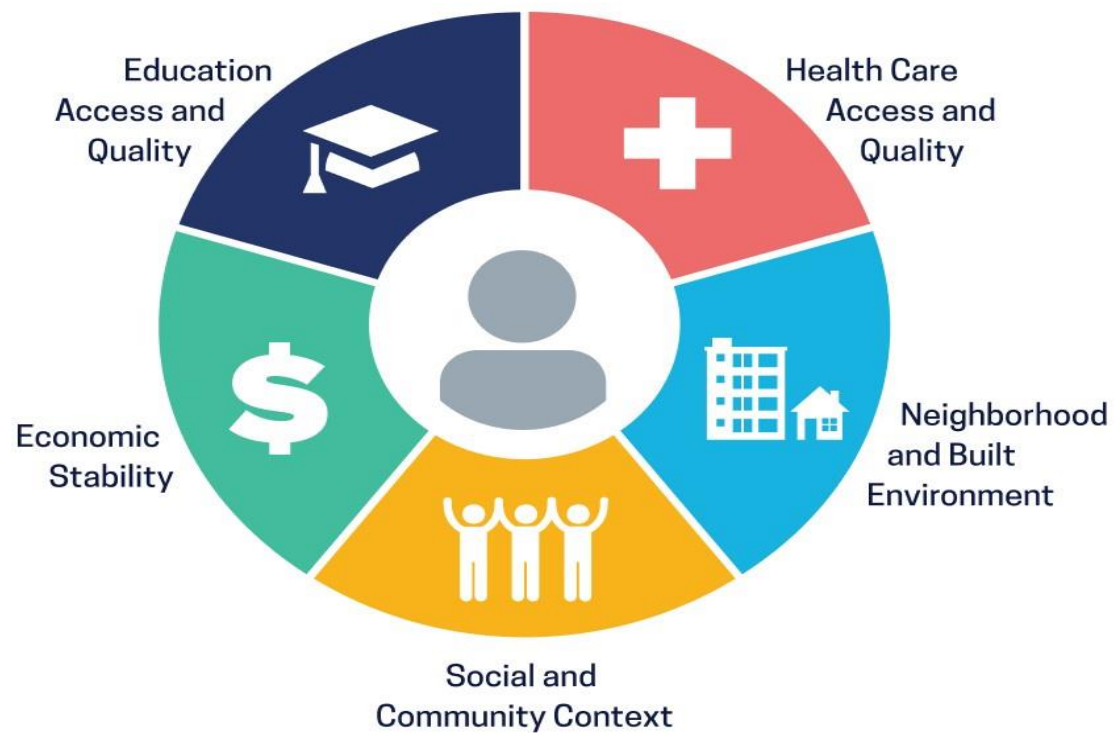 Education
Access and
Quality
Health Care
Access and
Quality
Economic
Stability
Neighborhood
and Built
Environment
Social and
Community Context